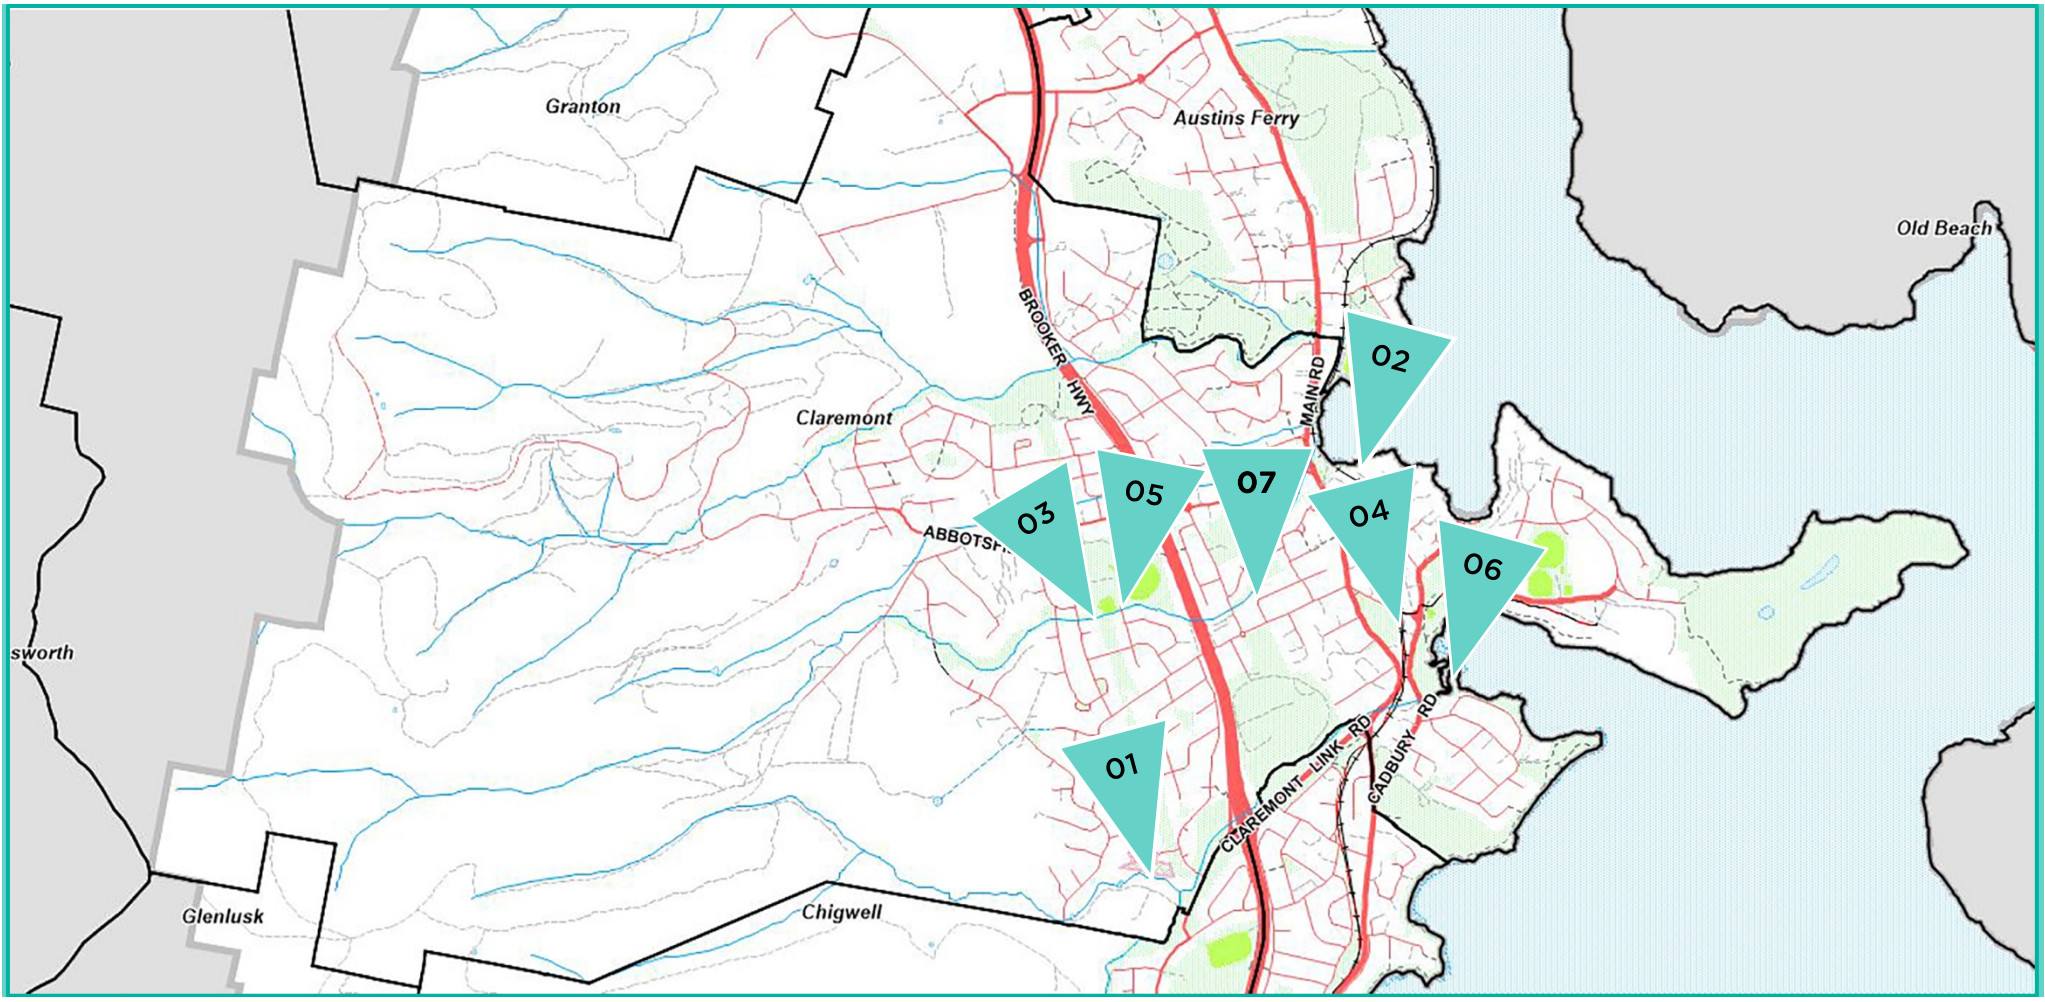 Granton
Austins Ferry
Old Beach
BROOKER HWY
MAIN RD
02
Claremont
03
05
07
04
ABBOTSFI
06
sworth
01
CLAREMONT LINK RD
CADBURY RD
Glenlusk
Chigwell